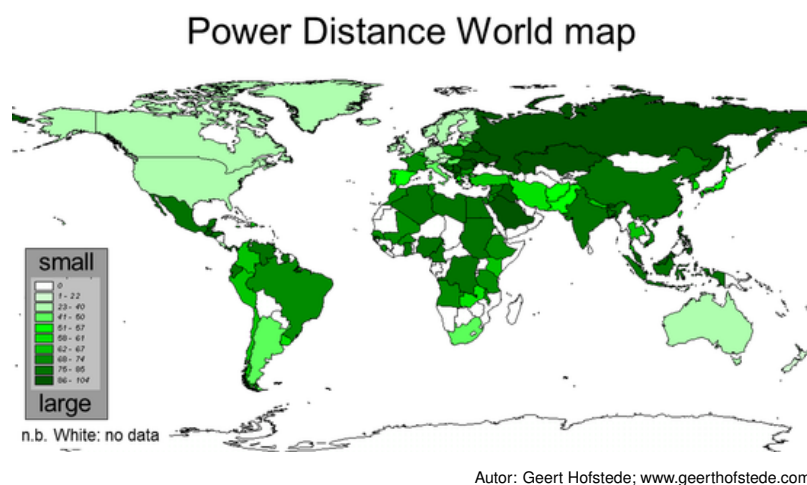 Power Distance World map
small
0
1 - 22
23 - 40
41 - 50
51 - 57
58 - 61
62 - 67
68 - 74
75 - 85
86 - 104
large
n.b. White: no data
Autor: Geert Hofstede; www.geerthofstede.com